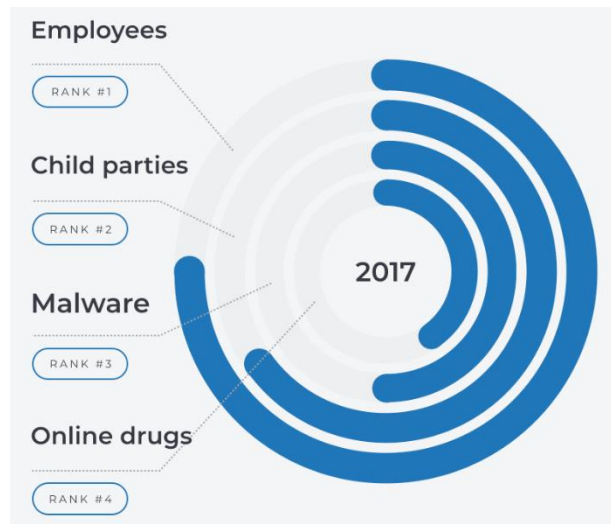 Employees
RANK #1
Child parties
RANK #2
2017
Malware
RANK #3
Online drugs
RANK #4